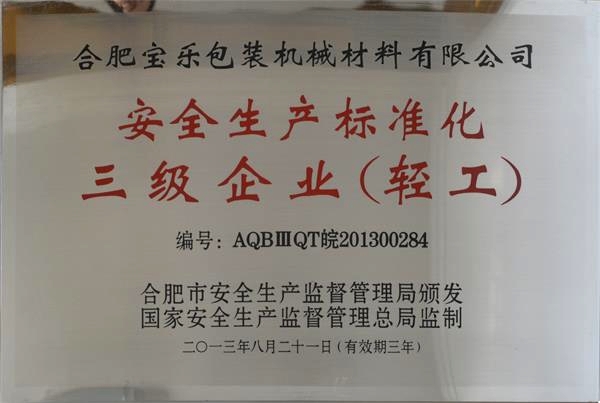 合肥宝乐包装机械材料有限公司
安全生产标准化
三级企业(轻工)
编号：AQBⅢQT皖201300284
合肥市安全生产监督管理局颁发
国家安全生产监督管理总局监制
二〇一三年八月二十一日(有效期三年)